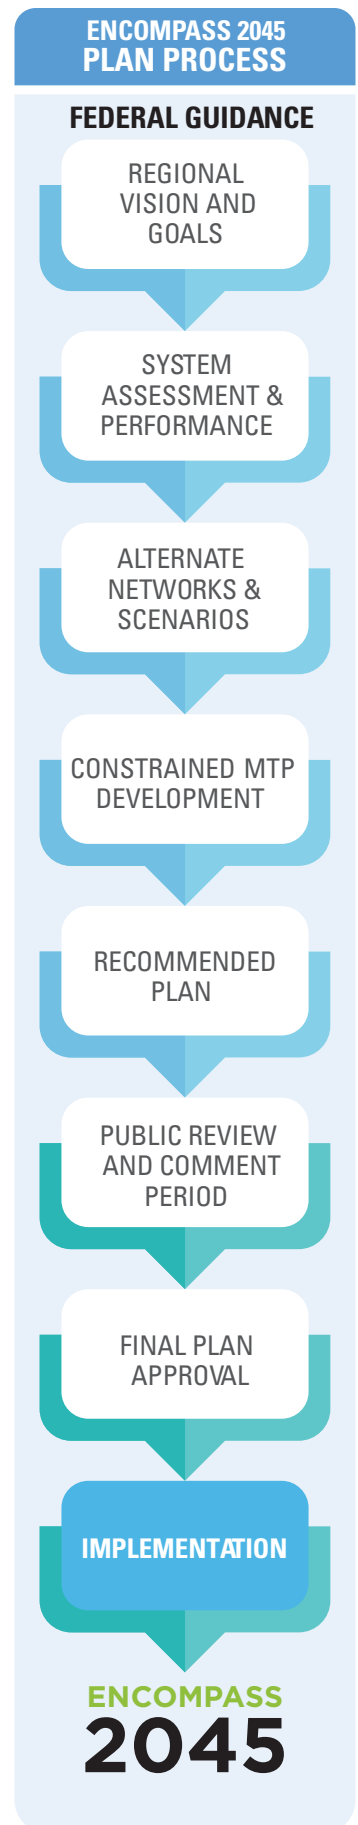 ENCOMPASS 2045
PLAN PROCESS
FEDERAL GUIDANCE
REGIONAL
VISION AND
GOALS
SYSTEM
ASSESSMENT &
PERFORMANCE
ALTERNATE
NETWORKS &
SCENARIOS
CONSTRAINED MTP
DEVELOPMENT
RECOMMENDED
PLAN
PUBLIC REVIEW
AND COMMENT
PERIOD
FINAL PLAN
APPROVAL
IMPLEMENTATION
ENCOMPASS
2045